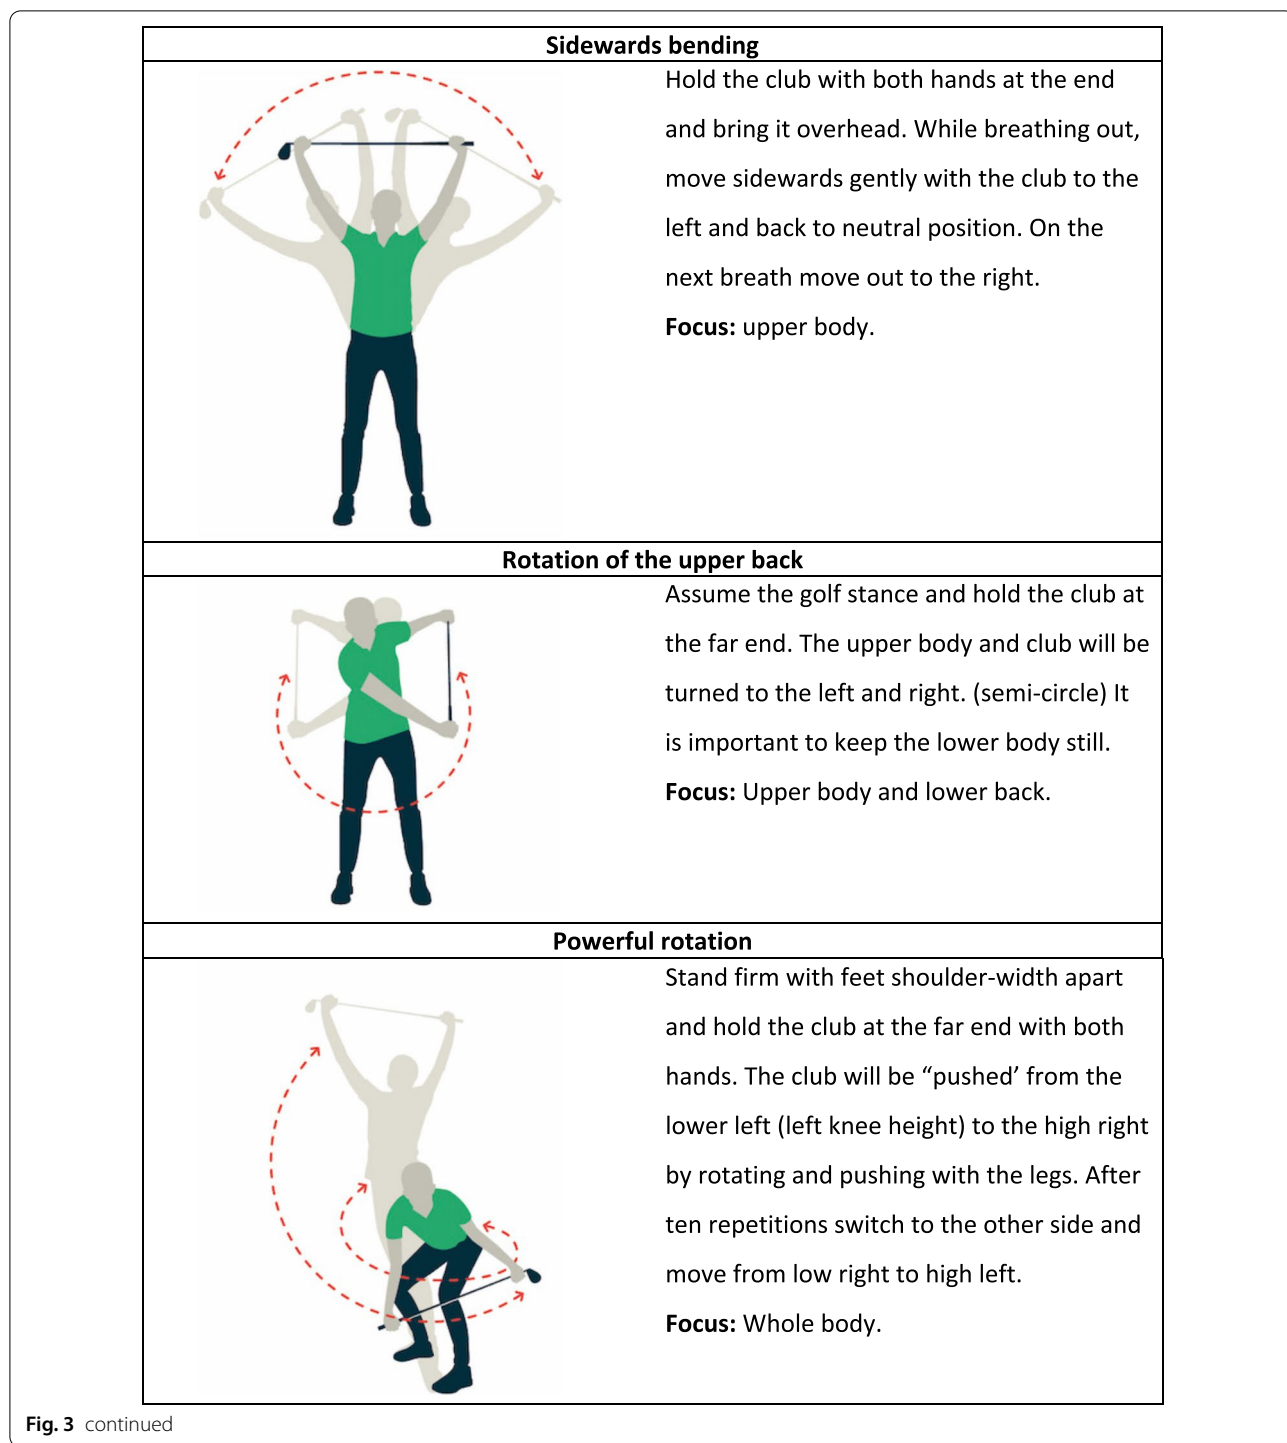 Sidewards bending
Hold the club with both hands at the end
and bring it overhead. While breathing out,
move sidewards gently with the club to the
left and back to neutral position. On the
next breath move out to the right.
Focus: upper body.
Rotation of the upper back
Assume the golf stance and hold the club at
the far end. The upper body and club will be
turned to the left and right. (semi-circle) It
is important to keep the lower body still.
Focus: Upper body and lower back.
Powerful rotation
Stand firm with feet shoulder-width apart
and hold the club at the far end with both
hands. The club will be “pushed’ from the
lower left (left knee height) to the high right
by rotating and pushing with the legs. After
ten repetitions switch to the other side and
move from low right to high left.
Focus: Whole body.
Fig. 3 continued